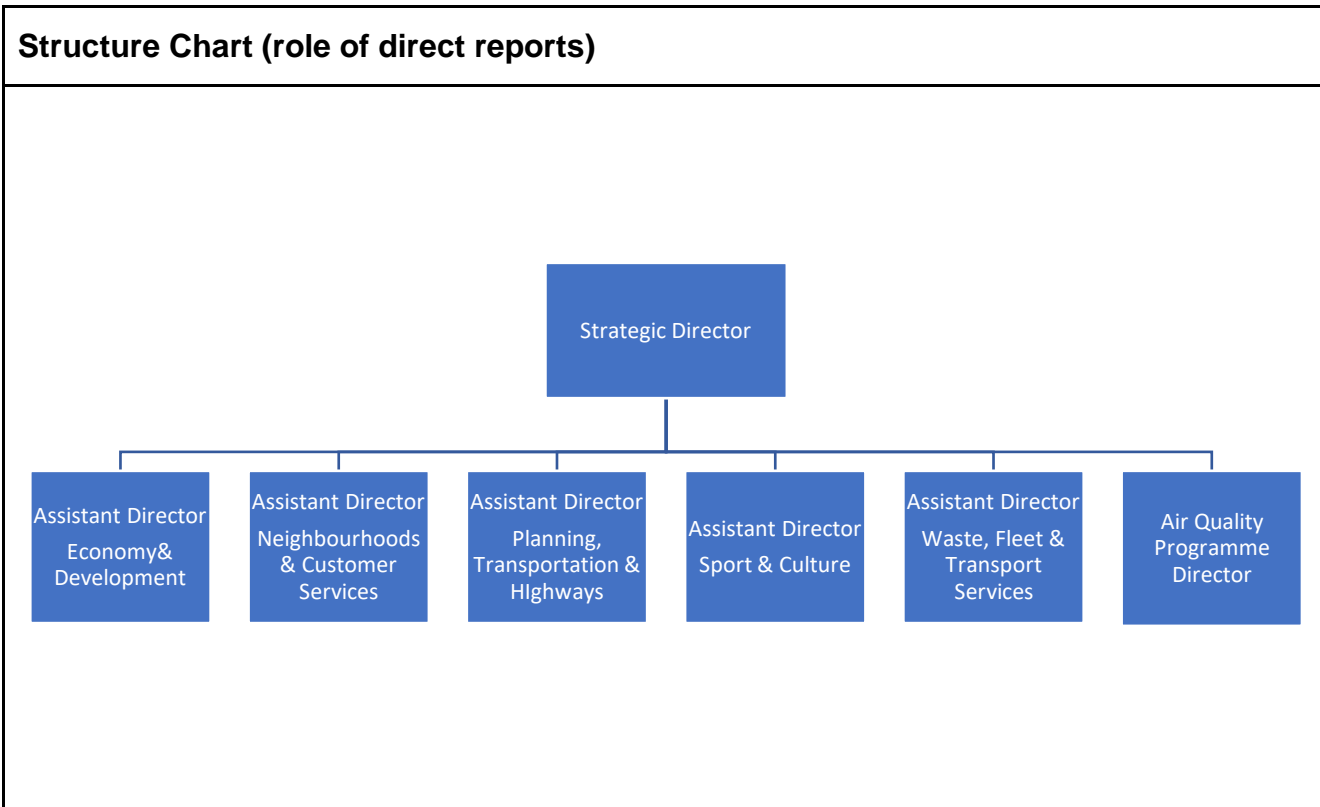 Structure Chart (role of direct reports)
Strategic Director
Assistant Director
Economy&
Development
Assistant Director
Neighbourhoods
& Customer
Services
Assistant Director
Planning,
Transportation &
HIghways
Assistant Director
Sport & Culture
Assistant Director
Waste, Fleet &
Transport
Services
Air Quality
Programme
Director